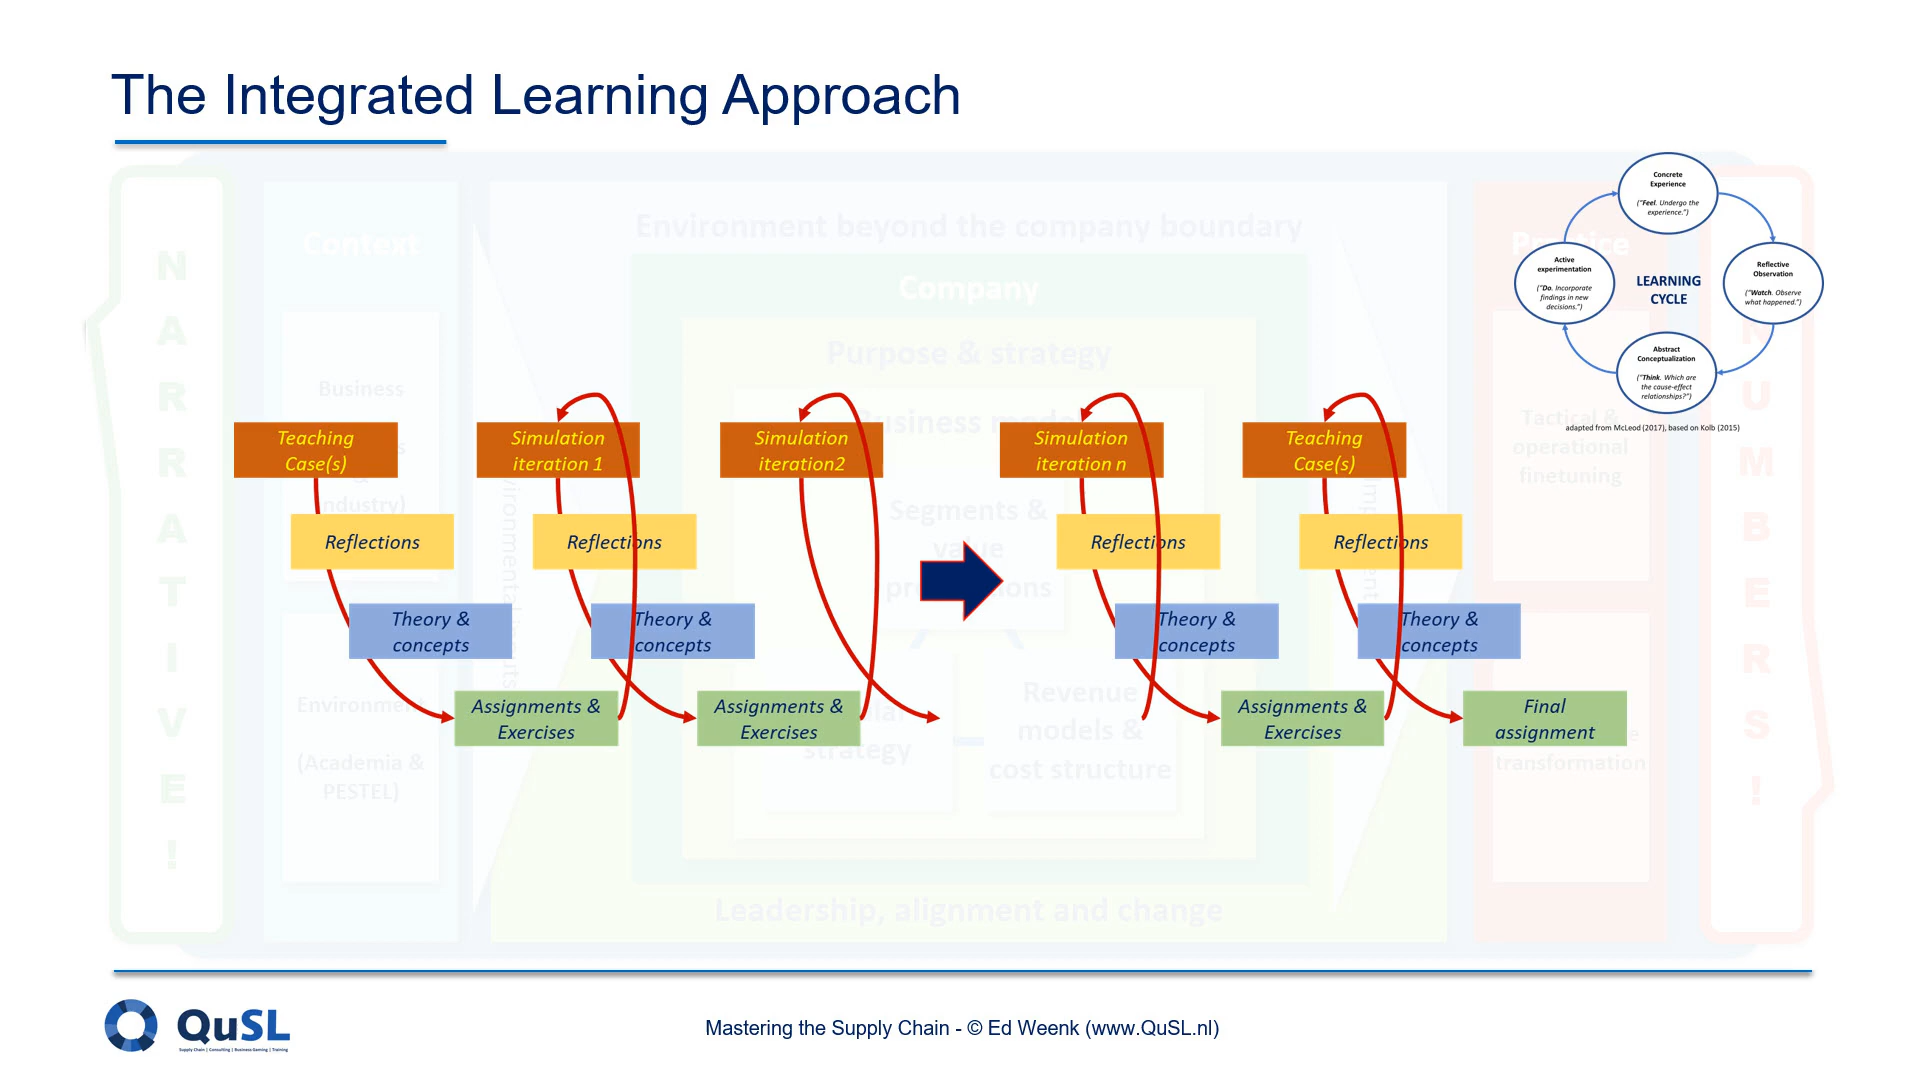 The Integrated Learning Approach
NARRATIVE!
Context
Business
ndustry)
Environment
(Academia &
PESTEL)
Environment beyond the company boundary
Company
Purpose & strategy
Segments &
value
strategy
Revenue
models &
cost structure
Leadership, alignment and change
Tactical &
operational
finetuning
transformation
Teaching
Case(s)
Reflections
Theory &
concepts
Assignments &
Exercises
Simulation
iteration 1
Reflections
Theory &
concepts
Assignments &
Exercises
Simulation
iteration2
Simulation
iteration n
Reflections
Theory &
concepts
Assignments &
Exercises
Teaching
Case(s)
Reflections
Theory &
concepts
Final
assignment
Concrete
Experience
("Feel. Undergo the
experience.")
Reflective
Observation
("Watch. Observe
what happened.")
Abstract
Conceptualization
("Think. Which are
the cause-effect
relationships?")
Active
experimentation
("Do. Incorporate
findings in new
decisions.")
LEARNING
CYCLE
adapted from McLeod (2017), based on Kolb (2015)
UMBERS!
QuSL
Supply Chain | Consulting | Business Gaming | Training
Mastering the Supply Chain - © Ed Weenk (www.QuSL.nl)